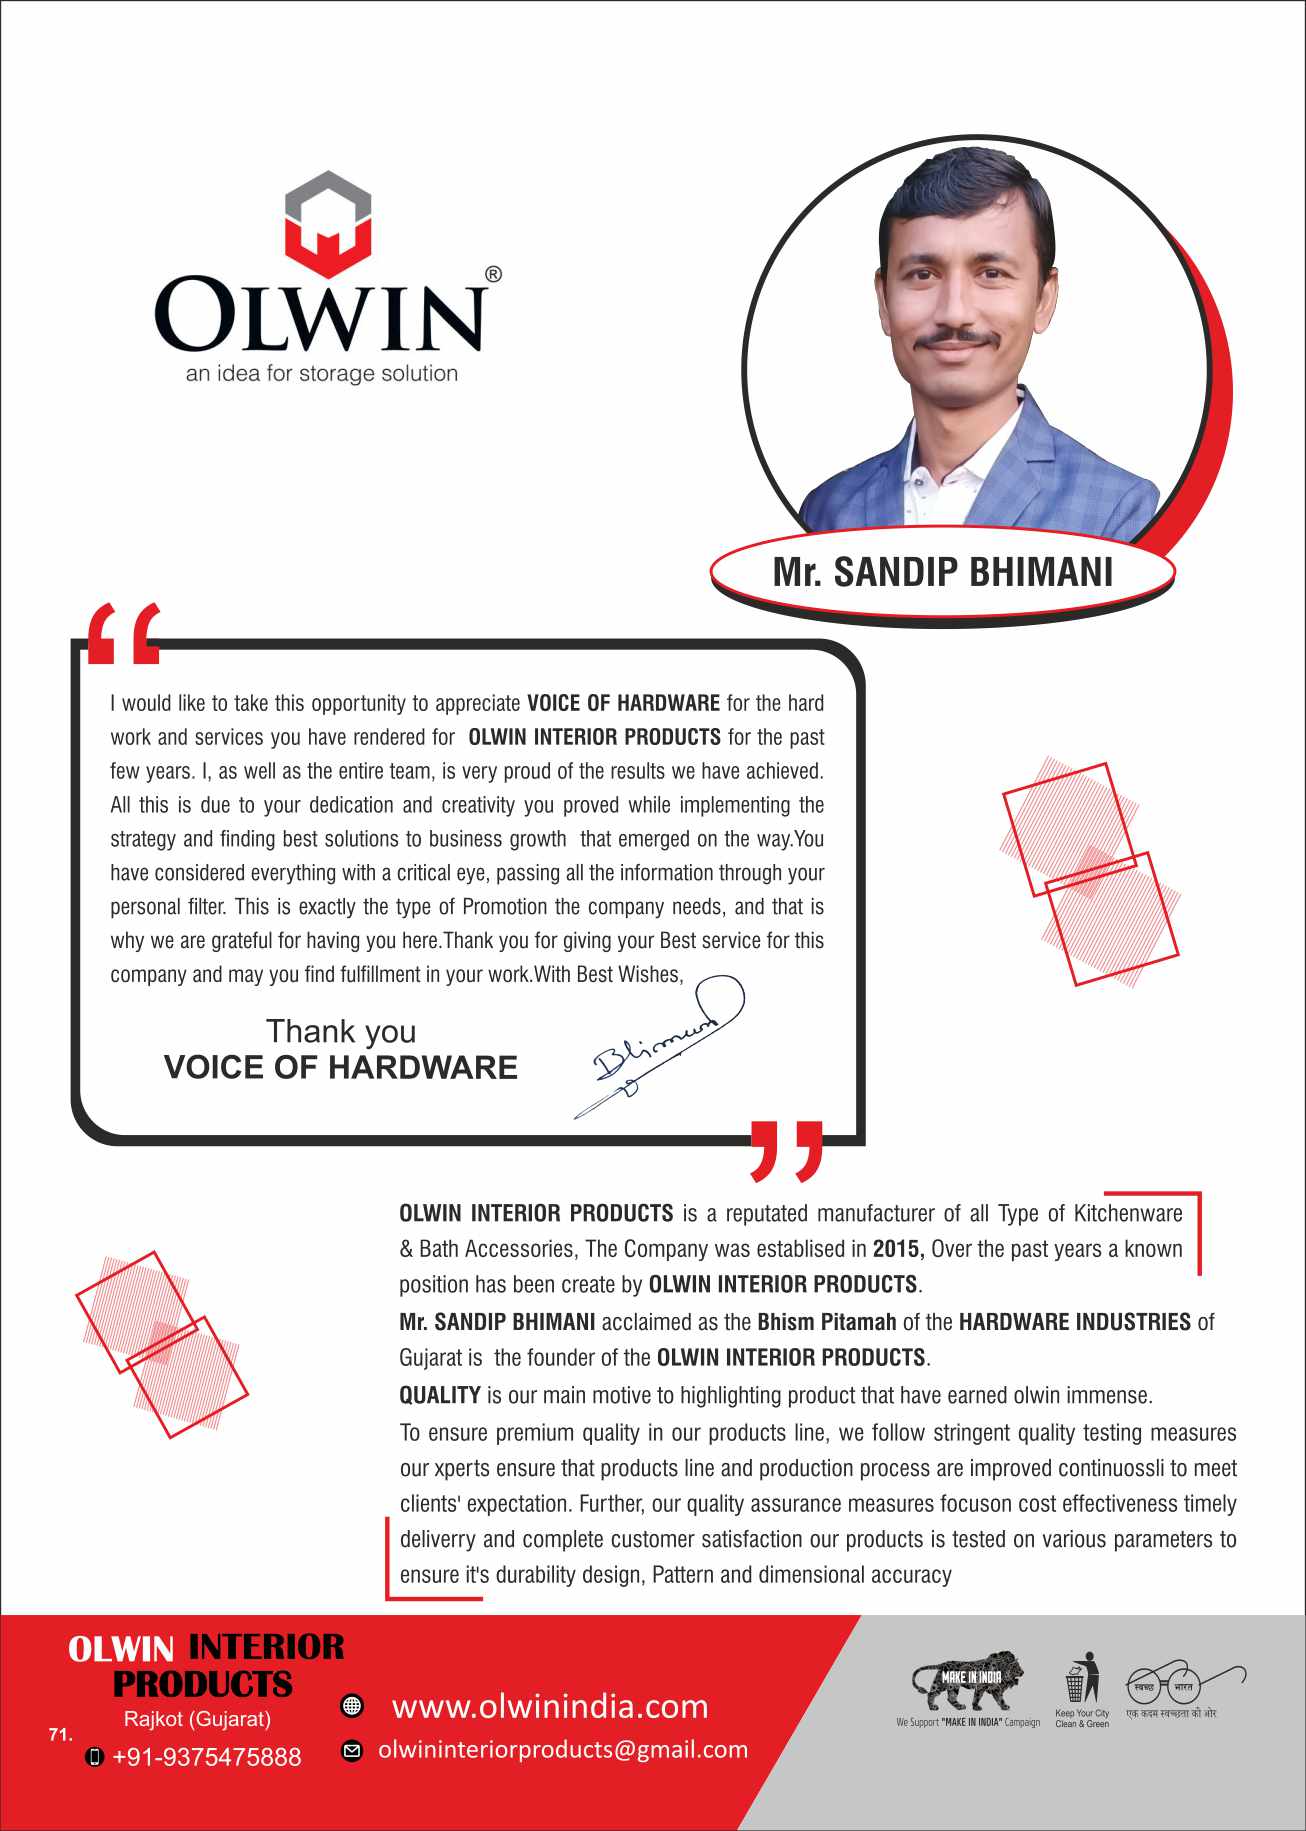 OLWIN®
an idea for storage solution
Mr. SANDIP BHIMANI
“
I would like to take this opportunity to appreciate VOICE OF HARDWARE for the hard
work and services you have rendered for OLWIN INTERIOR PRODUCTS for the past
few years. I, as well as the entire team, is very proud of the results we have achieved.
All this is due to your dedication and creativity you proved while implementing the
strategy and finding best solutions to business growth that emerged on the way.You
have considered everything with a critical eye, passing all the information through your
personal filter. This is exactly the type of Promotion the company needs, and that is
why we are grateful for having you here.Thank you for giving your Best service for this
company and may you find fulfillment in your work.With Best Wishes,
Thank you
VOICE OF HARDWARE
”
OLWIN INTERIOR PRODUCTS is a reputated manufacturer of all Type of Kitchenware
& Bath Accessories, The Company was establised in 2015, Over the past years a known
position has been create by OLWIN INTERIOR PRODUCTS.
Mr. SANDIP BHIMANI acclaimed as the Bhism Pitamah of the HARDWARE INDUSTRIES of
Gujarat is the founder of the OLWIN INTERIOR PRODUCTS.
QUALITY is our main motive to highlighting product that have earned olwin immense.
To ensure premium quality in our products line, we follow stringent quality testing measures
our xperts ensure that products line and production process are improved continuossli to meet
clients' expectation. Further, our quality assurance measures focuson cost effectiveness timely
deliverry and complete customer satisfaction our products is tested on various parameters to
ensure it's durability design, Pattern and dimensional accuracy
OLWIN INTERIOR
PRODUCTS
Rajkot (Gujarat)
71.
+91-9375475888
www.olwinindia.com
olwininteriorproducts@gmail.com
MAKE IN INDIA
We Support "MAKE IN INDIA" Campaign
Keep Your City
Clean & Green
स्वच्छ भारत
एक कदम स्वच्छता की ओर